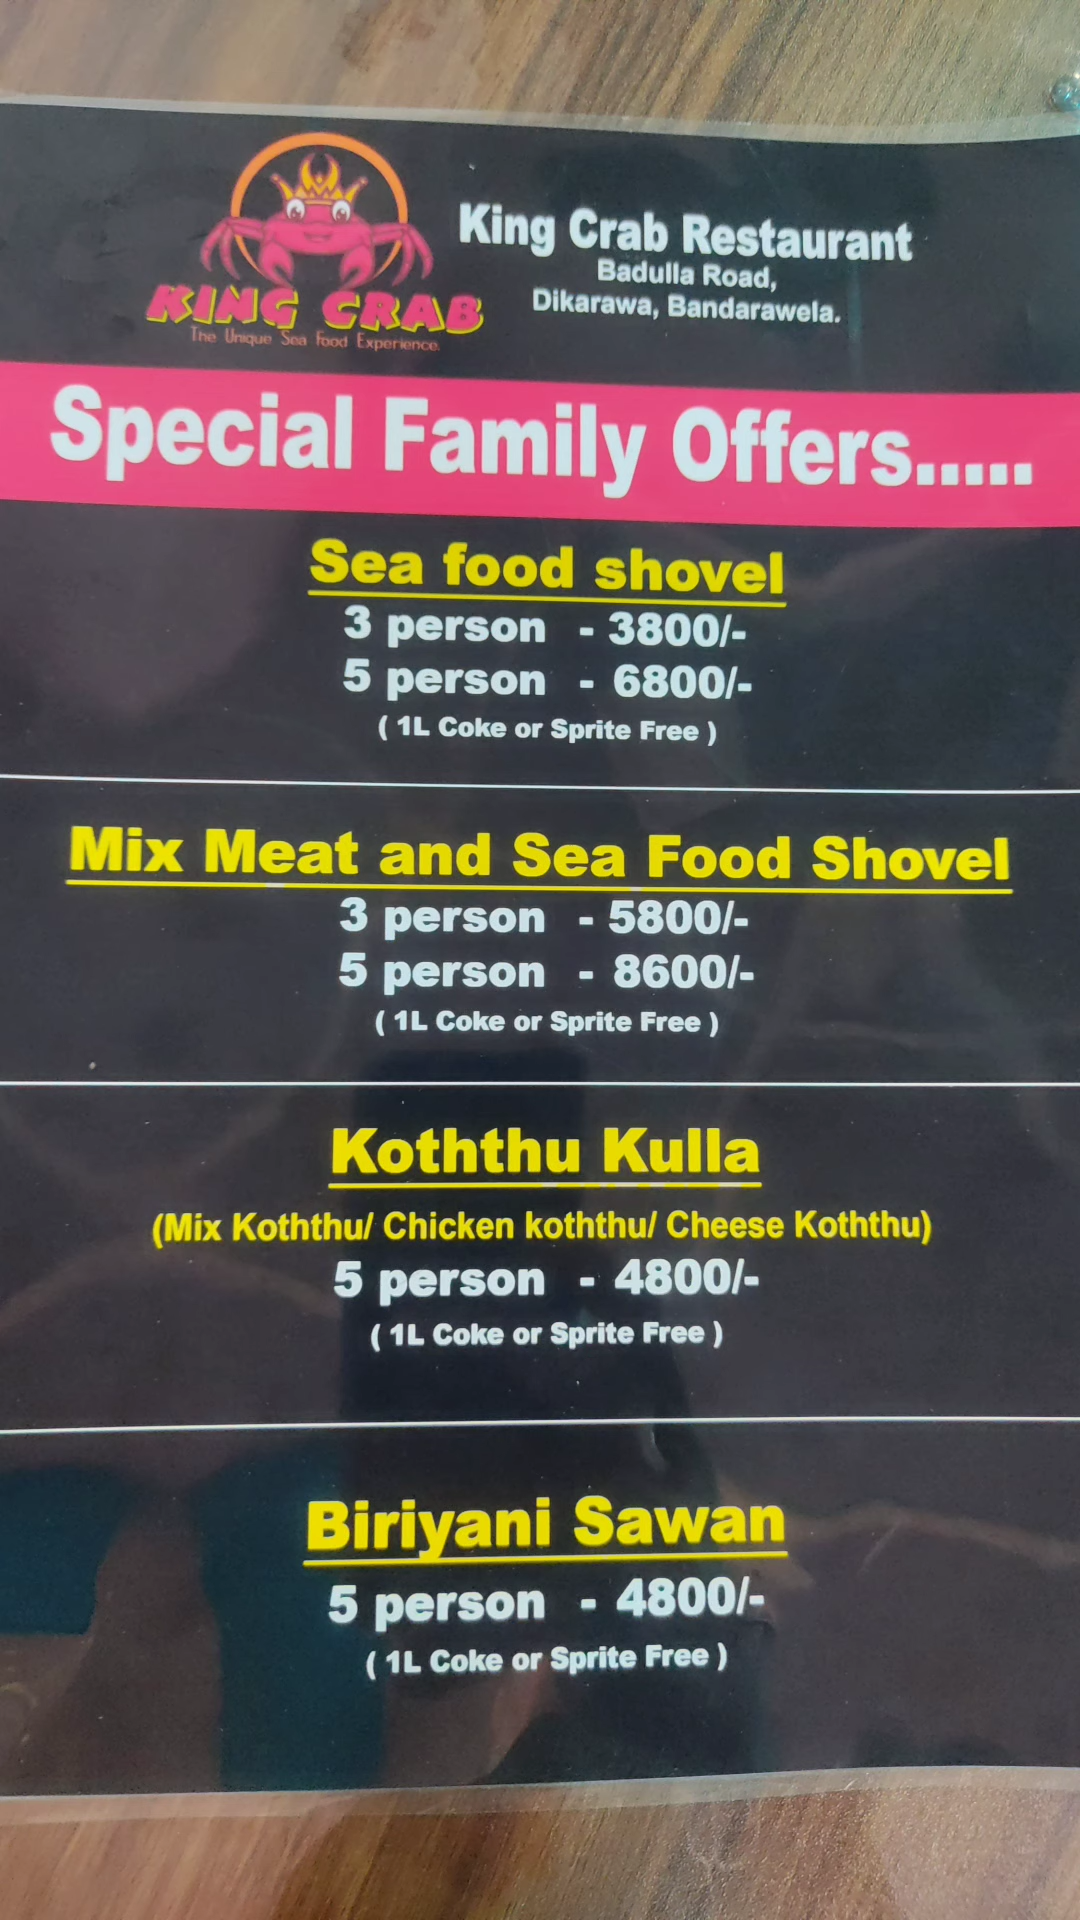 KING CRAB
The Unique Sea Food Experience.
King Crab Restaurant
Badulla Road,
Dikarawa, Bandarawela.
Special Family Offers.....
Sea food shovel
3 person - 3800/-
5 person - 6800/-
( 1L Coke or Sprite Free )
Mix Meat and Sea Food Shovel
3 person - 5800/-
5 person - 8600/-
( 1L Coke or Sprite Free )
Koththu Kulla
(Mix Koththu/ Chicken koththu/ Cheese Koththu)
5 person - 4800/-
( 1L Coke or Sprite Free )
Biriyani Sawan
5 person - 4800/-
( 1L Coke or Sprite Free )